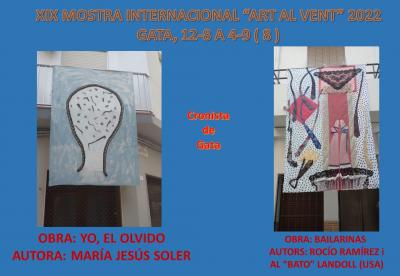 XIX MOSTRA INTERNACIONAL “ART AL VENT” 2022
GATA, 12-8 A 4-9 ( 8 )
Cronista
de
Gata
OBRA: YO, EL OLVIDO
AUTORA: MARÍA JESÚS SOLER
OBRA: BAILARINAS
AUTORS: ROCÍO RAMÍREZ i
AL “BATO” LANDOLL (USA)